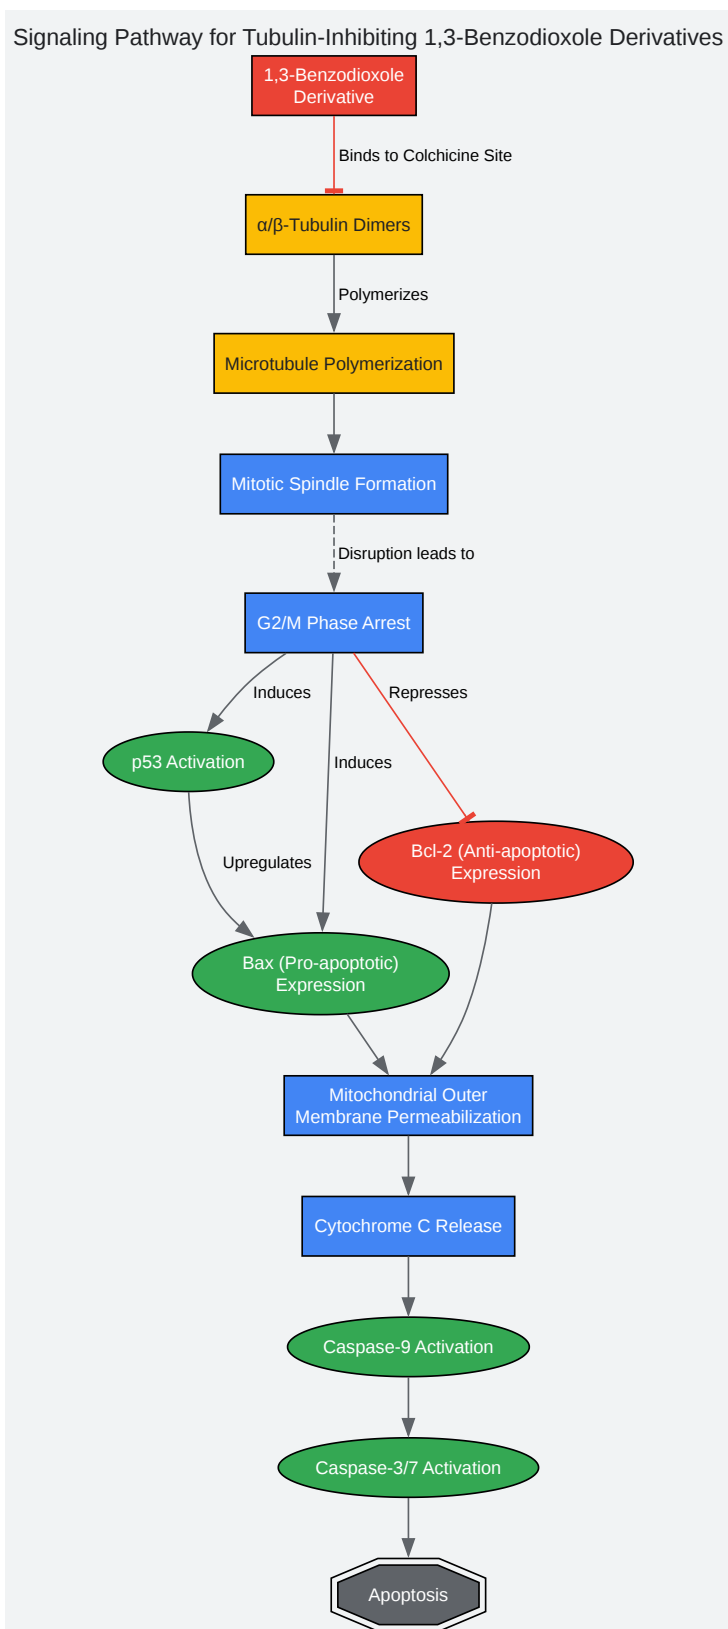 Signaling Pathway for Tubulin-Inhibiting 1,3-Benzodioxole Derivatives
1,3-Benzodioxole
Derivative
Binds to Colchicine Site
α/β-Tubulin Dimers
Polymerizes
Microtubule Polymerization
Mitotic Spindle Formation
Disruption leads to
G2/M Phase Arrest
Induces
Represses
p53 Activation
Induces
Upregulates
Bcl-2 (Anti-apoptotic)
Expression
Bax (Pro-apoptotic)
Expression
Mitochondrial Outer
Membrane Permeabilization
Cytochrome C Release
Caspase-9 Activation
Caspase-3/7 Activation
Apoptosis